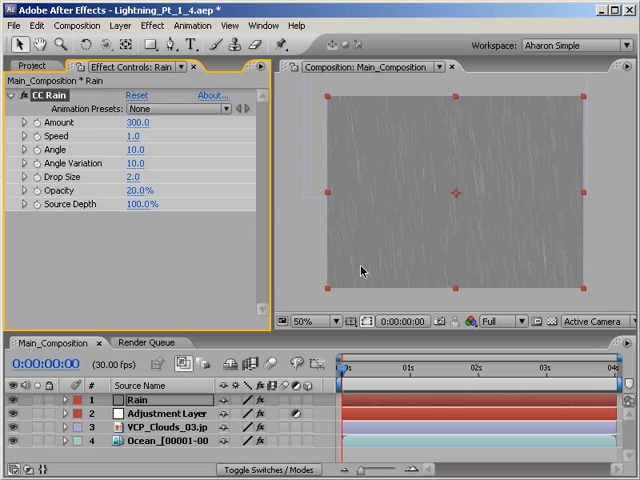 Adobe After Effects - Lightning_Pt_1_4.aep *
File Edit Composition Layer Effect Animation View Window Help
Workspace: Aharon Simple
Project Effect Controls: Rain
Composition: Main_Composition
Main_Composition * Rain
fx CC Rain Reset About...
Animation Presets: None
Amount 300.0
Speed 1.0
Angle 10.0
Angle Variation 10.0
Drop Size 2.0
Opacity 20.0%
Source Depth 100.0%
50% 0:00:00:00 Full Active Camera
Main_Composition Render Queue
0:00:00:00 (30.00 fps)
01s 02s 03s 04s
# Source Name
1 Rain
2 Adjustment Layer
3 VCP_Clouds_03.jp
4 Ocean_[00001-00
Toggle Switches / Modes